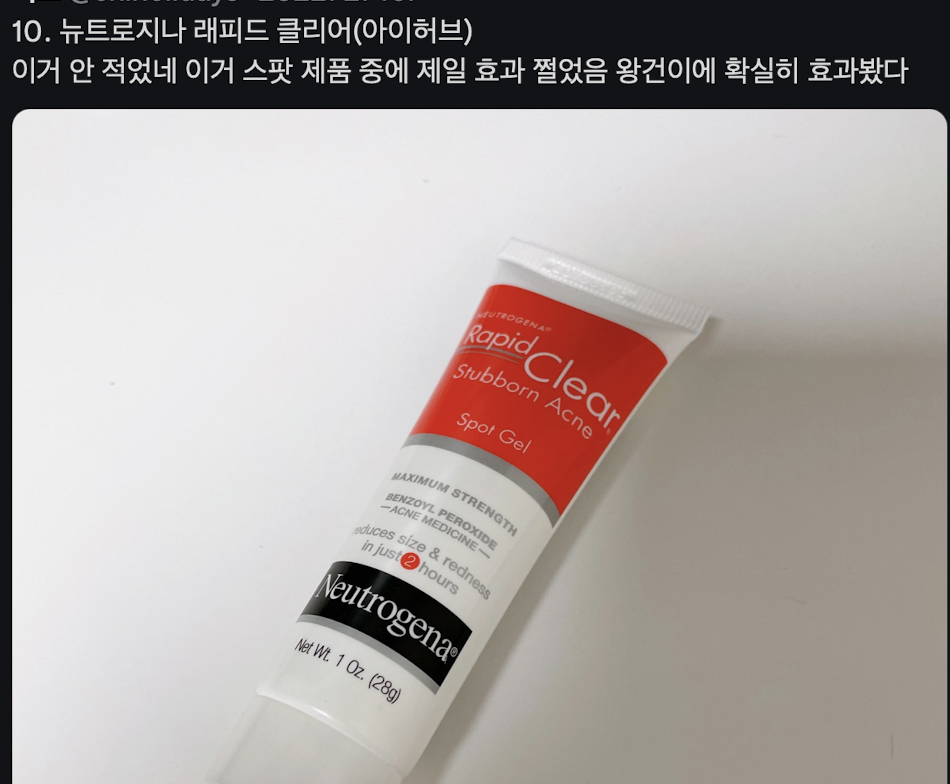 10. 뉴트로지나 래피드 클리어(아이허브)
이거 안 적었네 이거 스팟 제품 중에 제일 효과 쩔었음 왕건이에 확실히 효과봤다
NEUTROGENA®
Rapid Clear®
Stubborn Acne
Spot Gel
MAXIMUM STRENGTH
BENZOYL PEROXIDE
—ACNE MEDICINE—
reduces size & redness
in just 2 hours
Neutrogena®
Net Wt. 1 Oz. (28g)